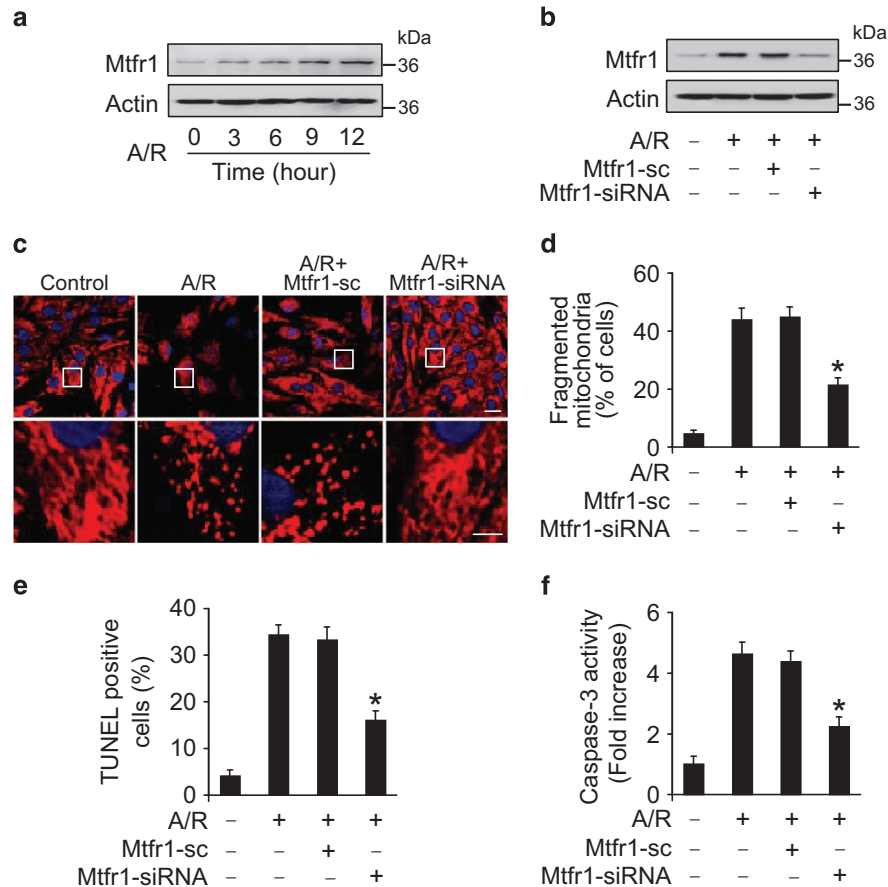 a
kDa
Mtfr1
36
Actin
36
A/R 0 3 6 9 12
Time (hour)
b
kDa
Mtfr1
36
Actin
36
A/R – + + +
Mtfr1-sc – – + –
Mtfr1-siRNA – – – +
c
Control
A/R
A/R+
Mtfr1-sc
A/R+
Mtfr1-siRNA
d
Fragmented
mitochondria
(% of cells)
60
40
20
0
*
A/R – + + +
Mtfr1-sc – – + –
Mtfr1-siRNA – – – +
e
TUNEL positive
cells (%)
40
30
20
10
0
*
A/R – + + +
Mtfr1-sc – – + –
Mtfr1-siRNA – – – +
f
Caspase-3 activity
(Fold increase)
6
4
2
0
*
A/R – + + +
Mtfr1-sc – – + –
Mtfr1-siRNA – – – +